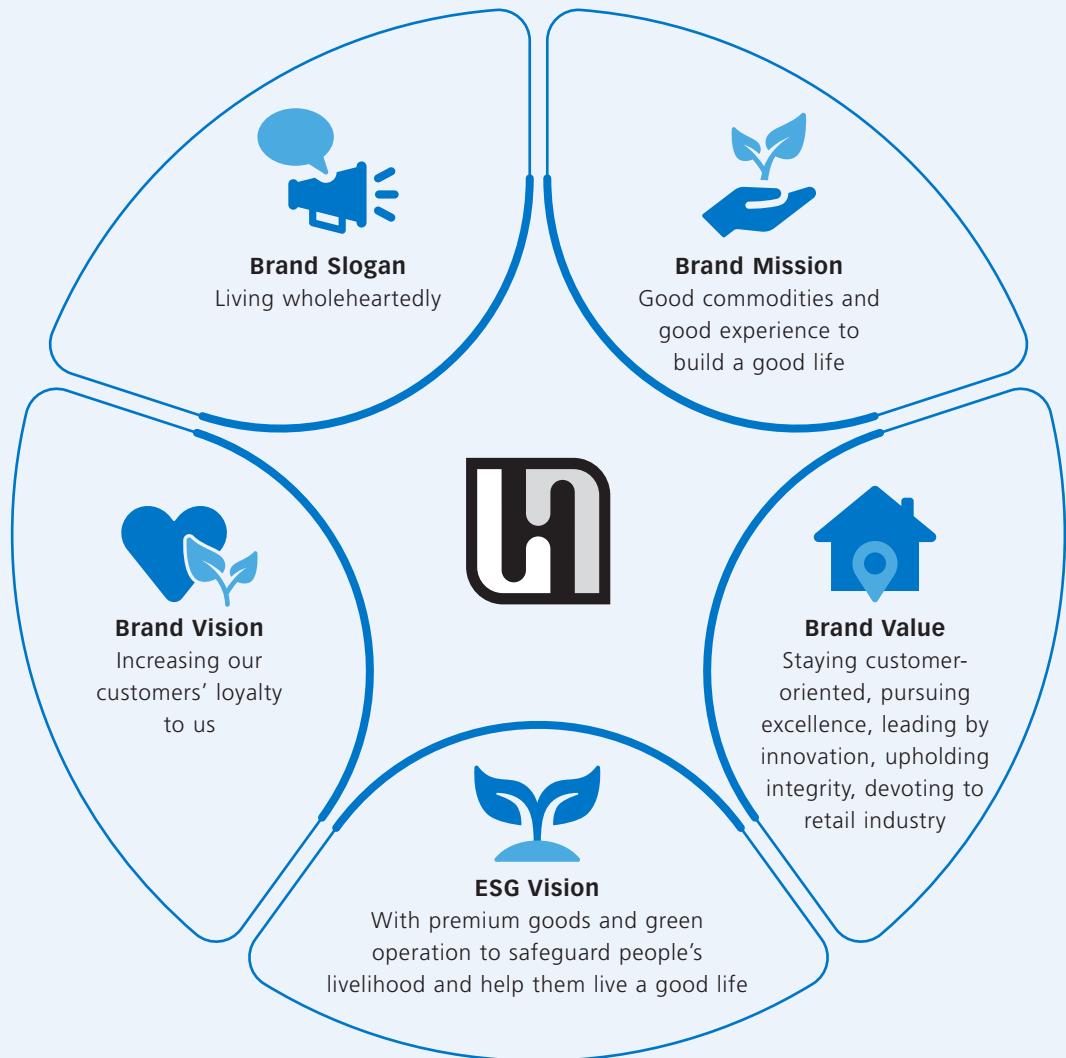 Brand Slogan
Living wholeheartedly
Brand Mission
Good commodities and
good experience to
build a good life
Brand Vision
Increasing our
customers’ loyalty
to us
Brand Value
Staying customer-
oriented, pursuing
excellence, leading by
innovation, upholding
integrity, devoting to
retail industry
ESG Vision
With premium goods and green
operation to safeguard people’s
livelihood and help them live a good life